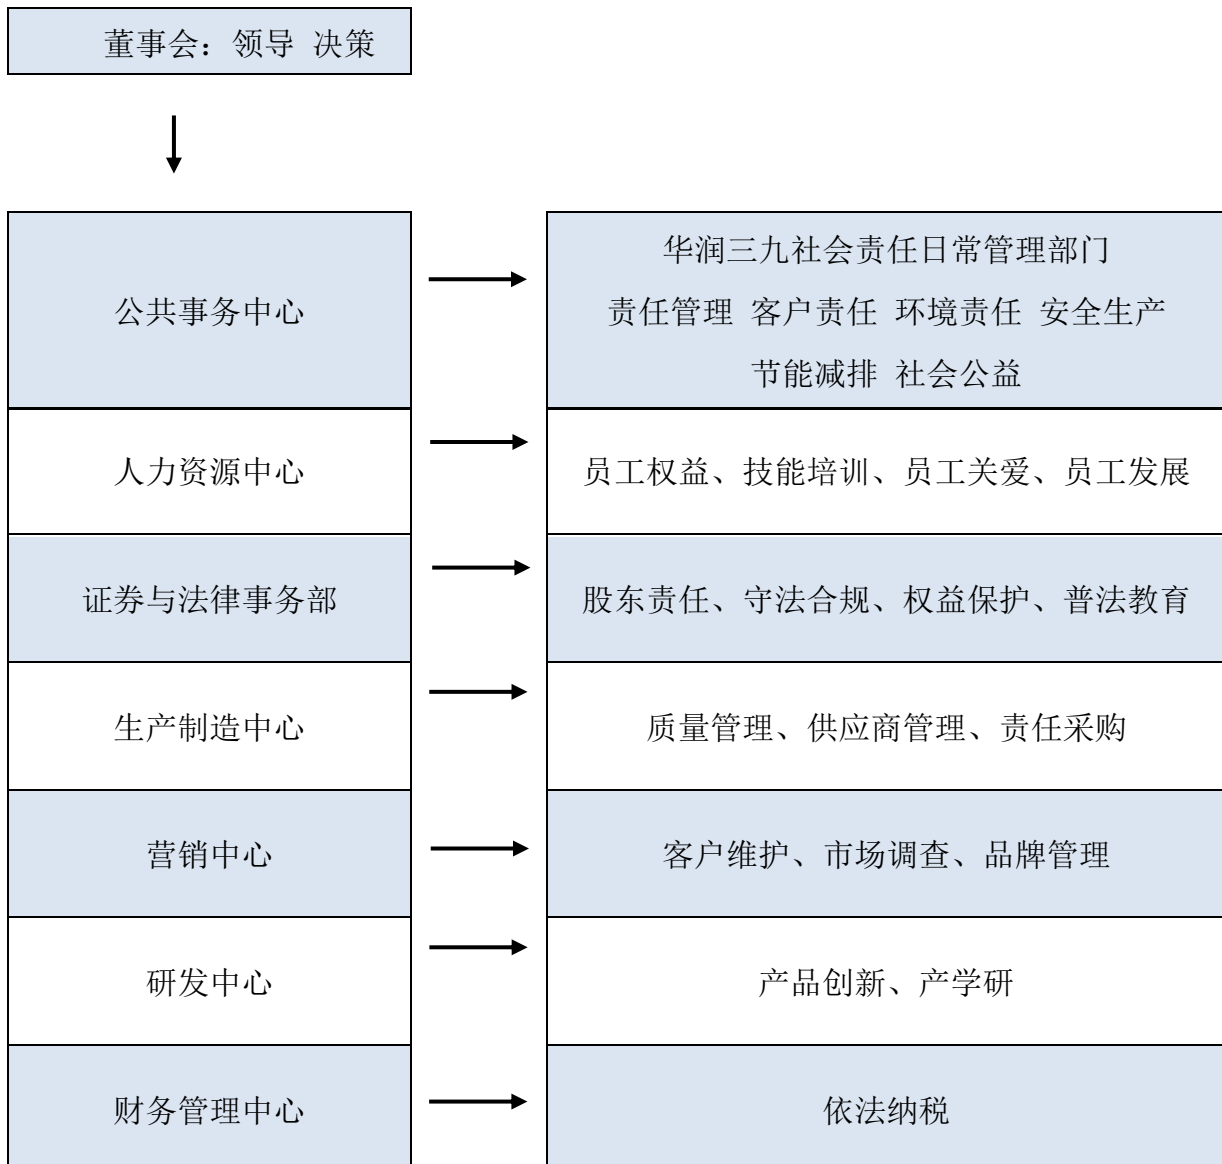 董事会：领导 决策
公共事务中心
华润三九社会责任日常管理部门
责任管理 客户责任 环境责任 安全生产
节能减排 社会公益
人力资源中心
员工权益、技能培训、员工关爱、员工发展
证券与法律事务部
股东责任、守法合规、权益保护、普法教育
生产制造中心
质量管理、供应商管理、责任采购
营销中心
客户维护、市场调查、品牌管理
研发中心
产品创新、产学研
财务管理中心
依法纳税